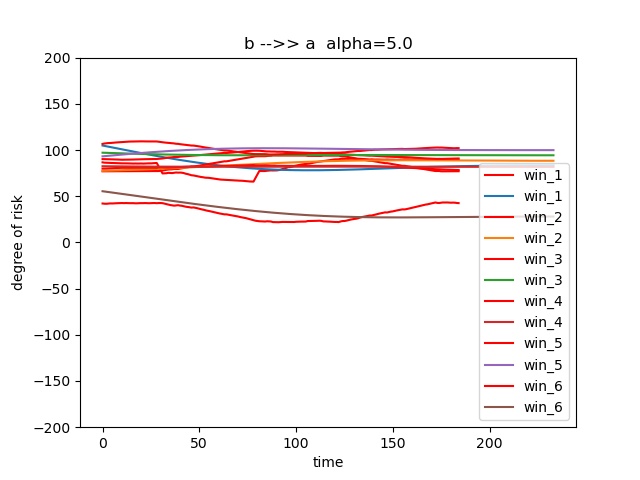 b -->> a  alpha=5.0
200
150
100
50
0
−50
−100
−150
−200
degree of risk
0
50
100
150
200
time
win_1
win_1
win_2
win_2
win_3
win_3
win_4
win_4
win_5
win_5
win_6
win_6